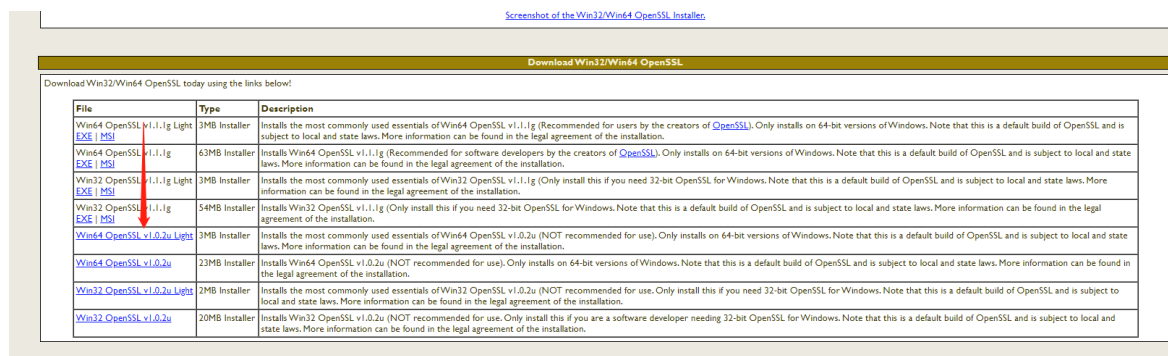 Screenshot of the Win32/Win64 OpenSSL Installer.
Download Win32/Win64 OpenSSL
Download Win32/Win64 OpenSSL today using the links below!
File Type Description
Win64 OpenSSL v1.1.1g Light 3MB Installer Installs the most commonly used essentials of Win64 OpenSSL v1.1.1g (Recommended for users by the creators of OpenSSL). Only installs on 64-bit versions of Windows. Note that this is a default build of OpenSSL and is
EXE | MSI subject to local and state laws. More information can be found in the legal agreement of the installation.
Win64 OpenSSL v1.1.1g 63MB Installer Installs Win64 OpenSSL v1.1.1g (Recommended for software developers by the creators of OpenSSL). Only installs on 64-bit versions of Windows. Note that this is a default build of OpenSSL and is subject to local and state
EXE | MSI laws. More information can be found in the legal agreement of the installation.
Win32 OpenSSL v1.1.1g Light 3MB Installer Installs the most commonly used essentials of Win32 OpenSSL v1.1.1g (Only install this if you need 32-bit OpenSSL for Windows. Note that this is a default build of OpenSSL and is subject to local and state laws. More
EXE | MSI information can be found in the legal agreement of the installation.
Win32 OpenSSL v1.1.1g 54MB Installer Installs Win32 OpenSSL v1.1.1g (Only install this if you need 32-bit OpenSSL for Windows. Note that this is a default build of OpenSSL and is subject to local and state laws. More information can be found in the legal
EXE | MSI agreement of the installation.
Win64 OpenSSL v1.0.2u Light 3MB Installer Installs the most commonly used essentials of Win64 OpenSSL v1.0.2u (NOT recommended for use). Only installs on 64-bit versions of Windows. Note that this is a default build of OpenSSL and is subject to local and state
laws. More information can be found in the legal agreement of the installation.
Win64 OpenSSL v1.0.2u 23MB Installer Installs Win64 OpenSSL v1.0.2u (NOT recommended for use). Only installs on 64-bit versions of Windows. Note that this is a default build of OpenSSL and is subject to local and state laws. More information can be found in
the legal agreement of the installation.
Win32 OpenSSL v1.0.2u Light 2MB Installer Installs the most commonly used essentials of Win32 OpenSSL v1.0.2u (NOT recommended for use. Only install this if you need 32-bit OpenSSL for Windows. Note that this is a default build of OpenSSL and is subject to
local and state laws. More information can be found in the legal agreement of the installation.
Win32 OpenSSL v1.0.2u 20MB Installer Installs Win32 OpenSSL v1.0.2u (NOT recommended for use. Only install this if you are a software developer needing 32-bit OpenSSL for Windows. Note that this is a default build of OpenSSL and is subject to local and
state laws. More information can be found in the legal agreement of the installation.